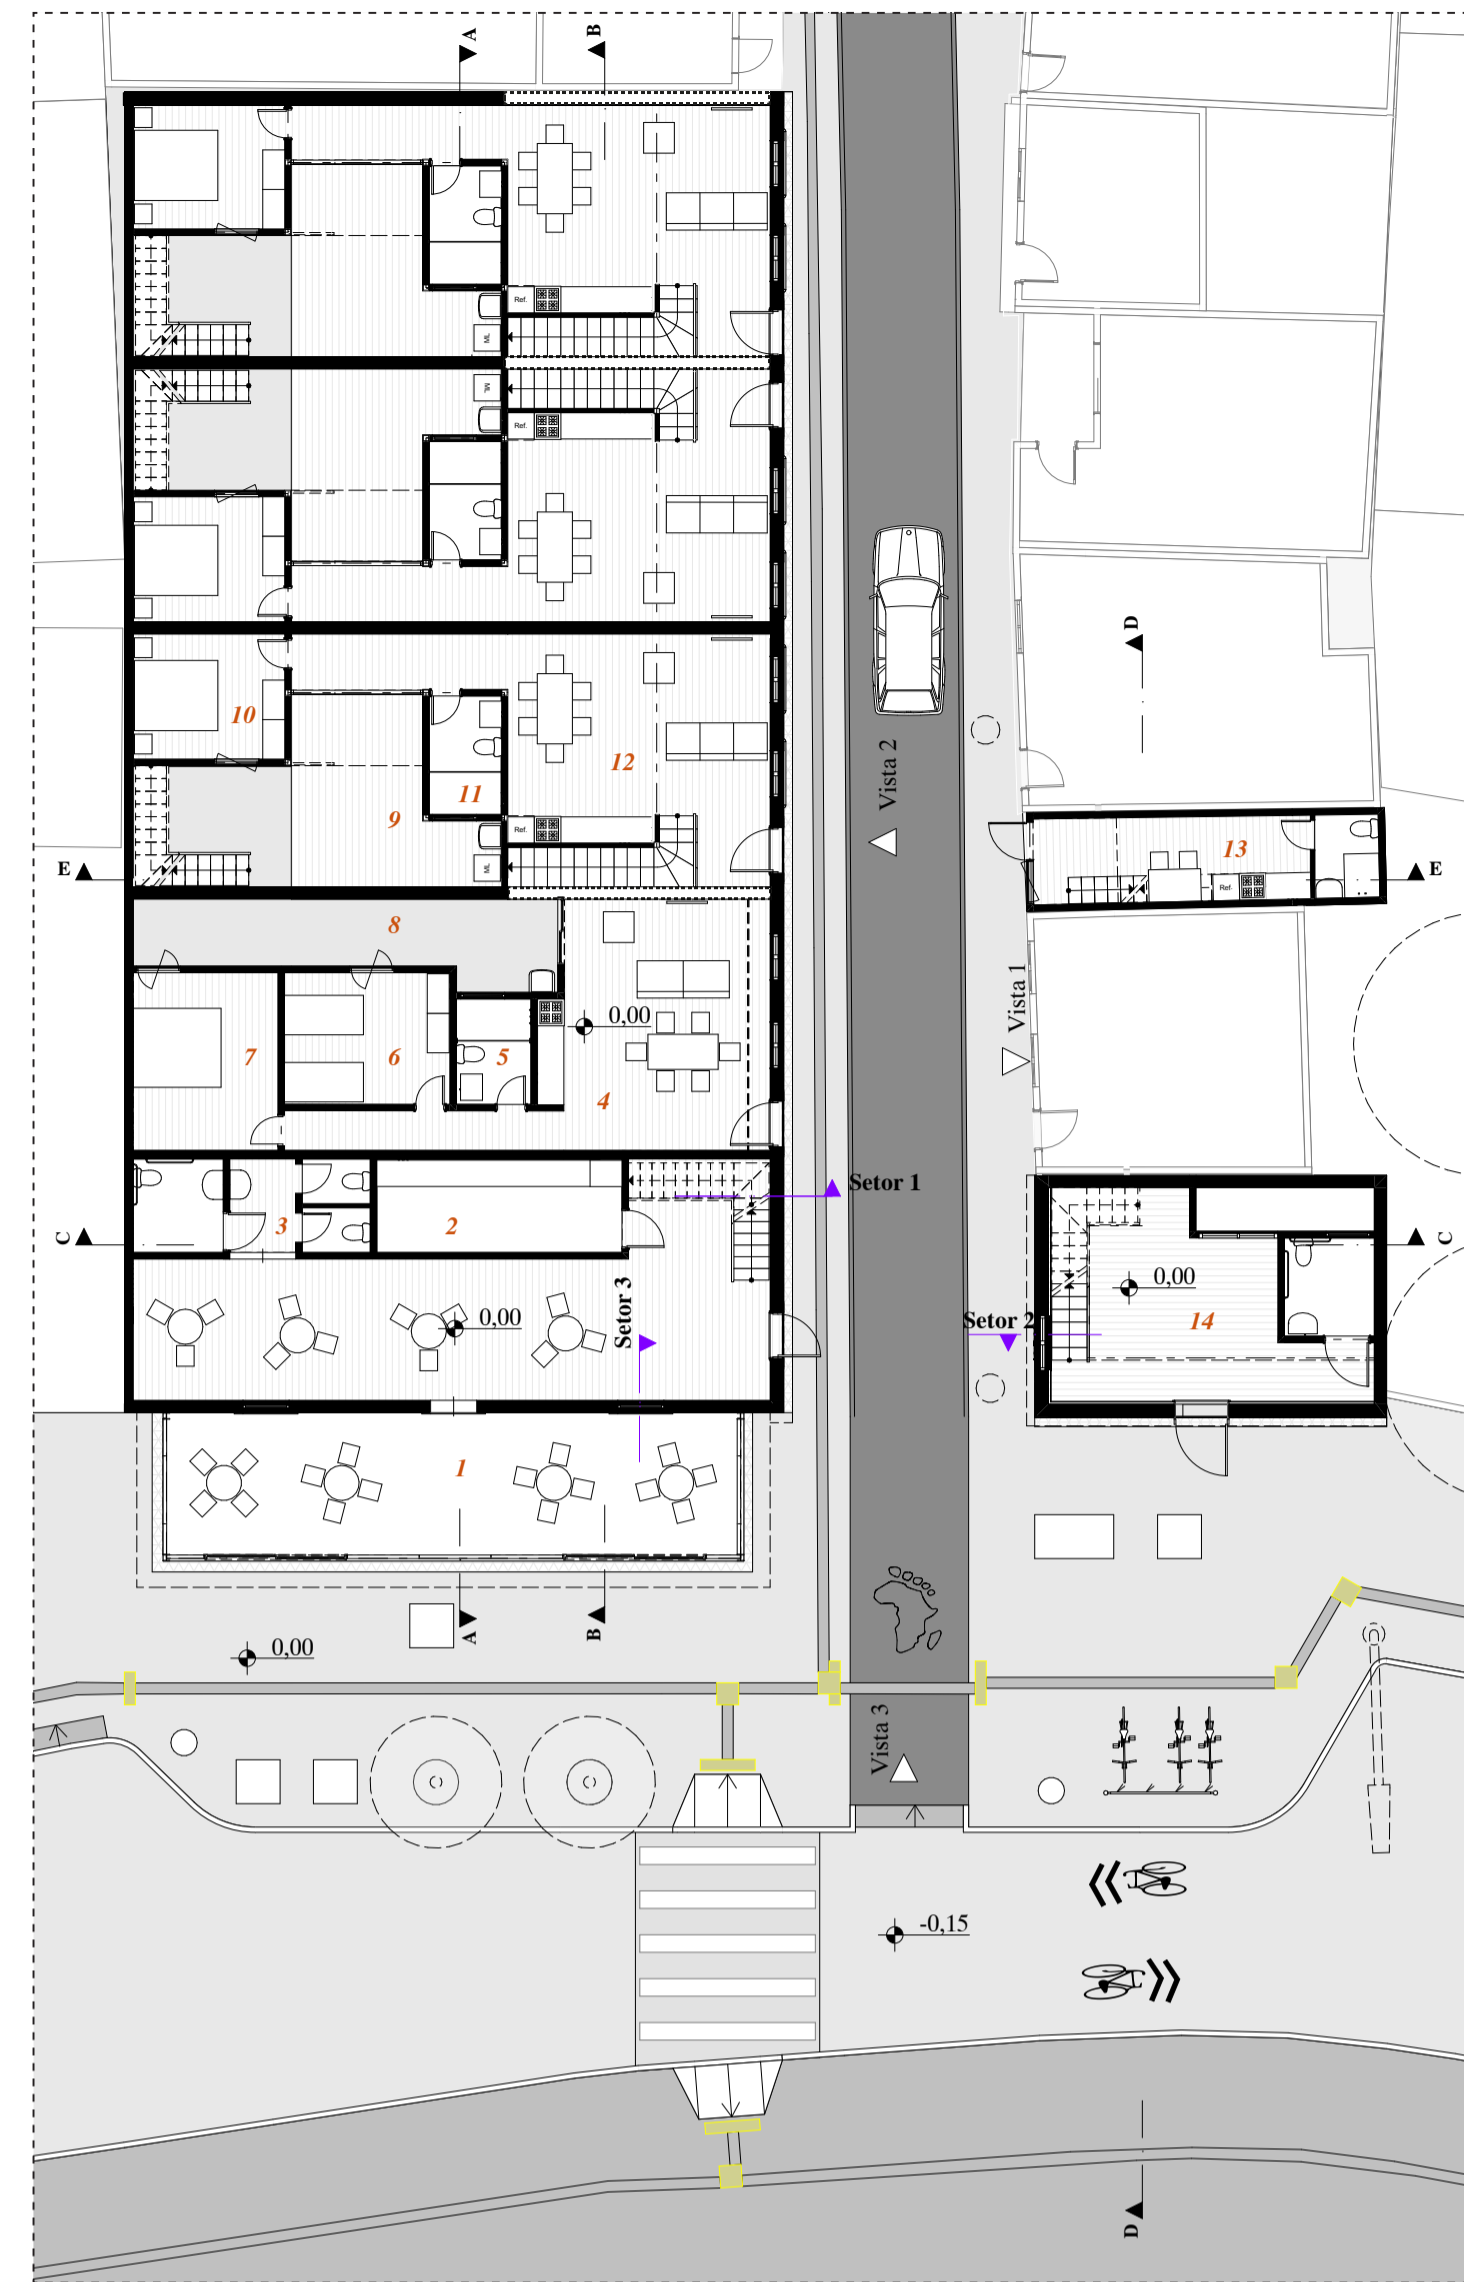 A
B
Ref.
ML
ML
Ref.
D
10
12
Vista 2
11
9
Ref.
ML
13
E
Ref.
E
8
Vista 1
0,00
7
6
5
4
Setor 1
3
2
C
C
0,00
Setor 3
0,00
Setor 2
14
1
A
B
0,00
Vista 3
-0,15
D